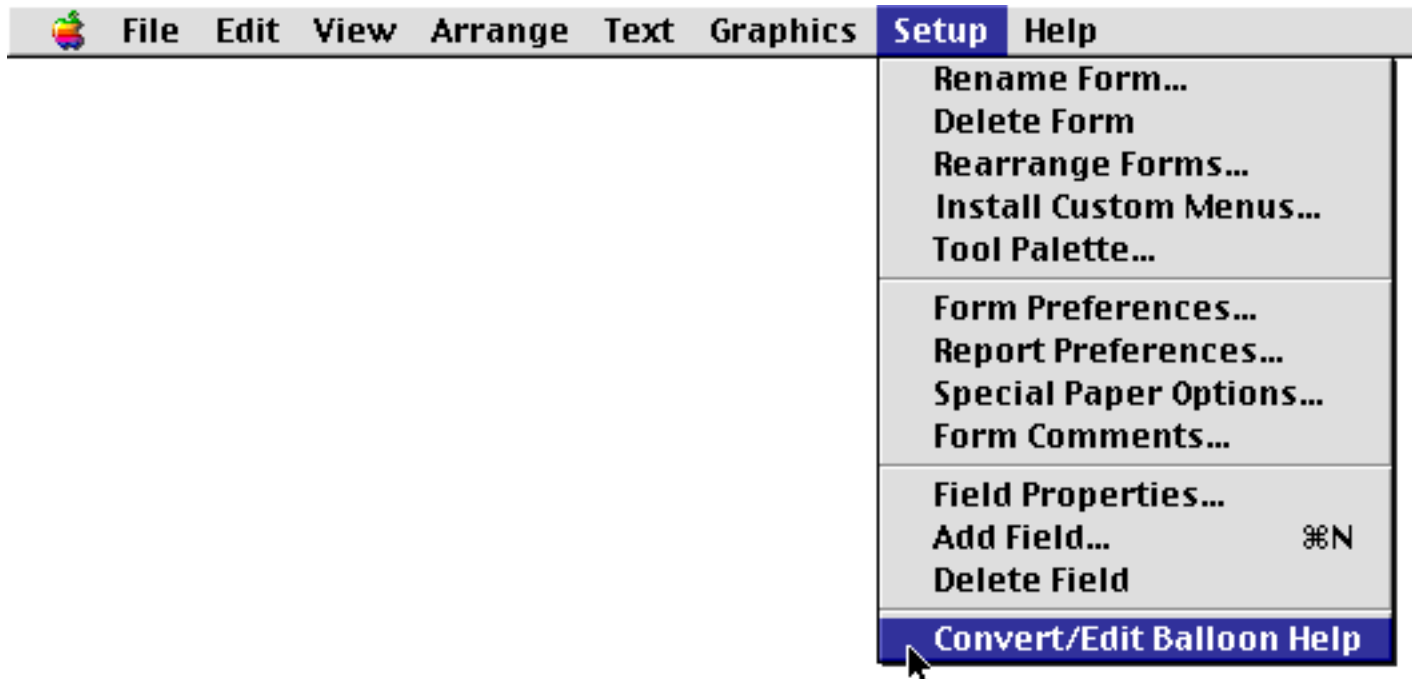 File Edit View Arrange Text Graphics Setup Help
Rename Form...
Delete Form
Rearrange Forms...
Install Custom Menus...
Tool Palette...
Form Preferences...
Report Preferences...
Special Paper Options...
Form Comments...
Field Properties...
Add Field... ⌘N
Delete Field
Convert/Edit Balloon Help